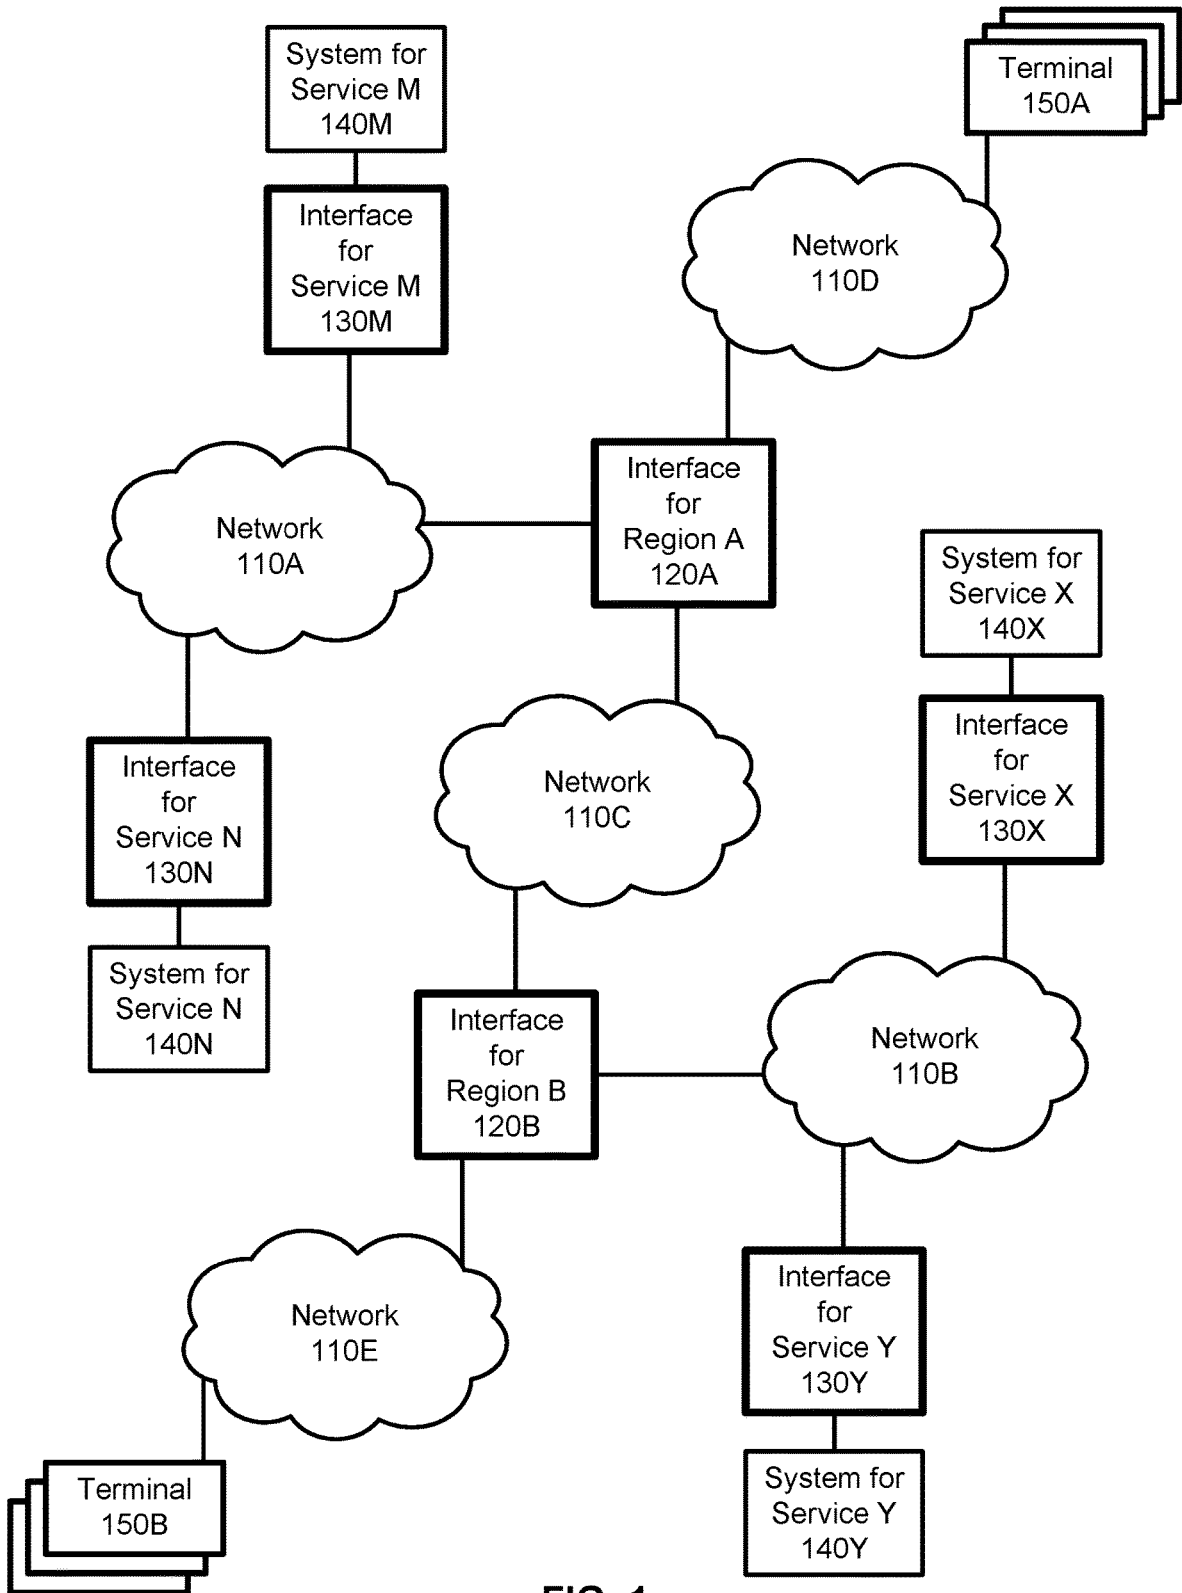 System for
Service M
140M
Terminal
150A
Interface
for
Service M
130M
Network
110D
Interface
for
Region A
120A
Network
110A
System for
Service X
140X
Interface
for
Service X
130X
Network
110C
Interface
for
Service N
130N
System for
Service N
140N
Interface
for
Region B
120B
Network
110B
Network
110E
Interface
for
Service Y
130Y
Terminal
150B
System for
Service Y
140Y
FIG. 1